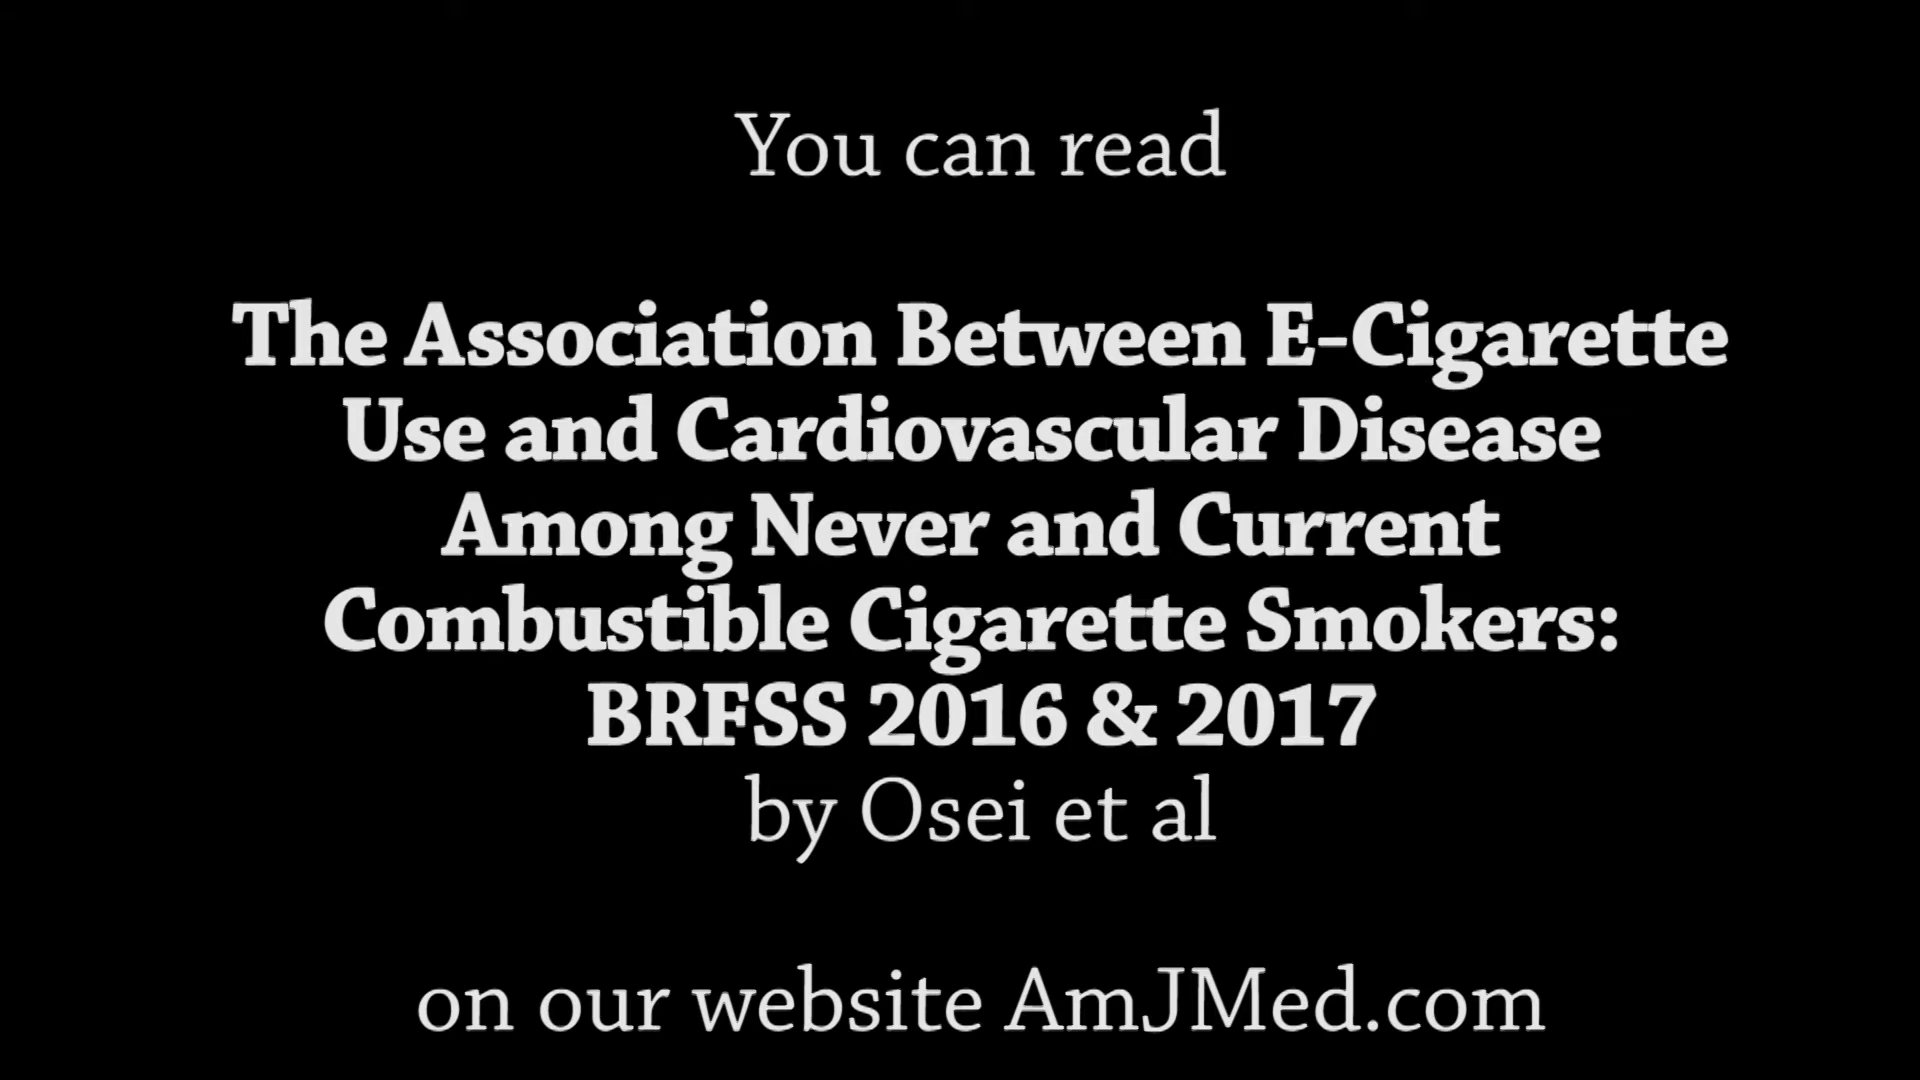 You can read
The Association Between E-Cigarette
Use and Cardiovascular Disease
Among Never and Current
Combustible Cigarette Smokers:
BRFSS 2016 & 2017
by Osei et al
on our website AmJMed.com